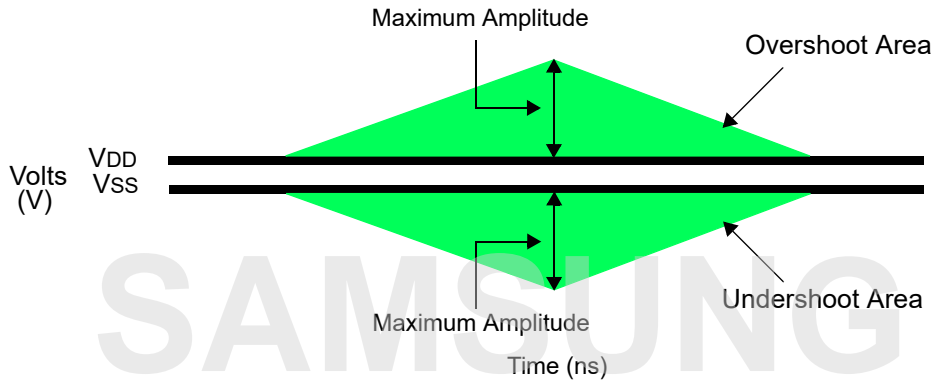 Maximum Amplitude
Overshoot Area
VDD
Volts
(V)
VSS
Undershoot Area
Maximum Amplitude
Time (ns)
SAMSUNG